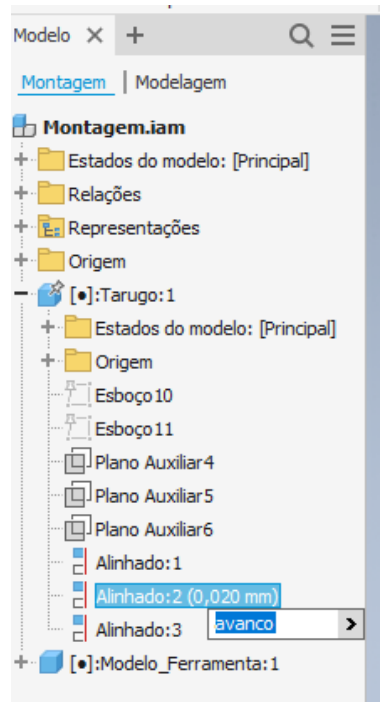 Modelo
Montagem | Modelagem
Montagem.iam
Estados do modelo: [Principal]
Relações
Representações
Origem
[•]:Tarugo:1
Estados do modelo: [Principal]
Origem
Esboço10
Esboço11
Plano Auxiliar4
Plano Auxiliar5
Plano Auxiliar6
Alinhado:1
Alinhado:2 (0,020 mm)
avanco
Alinhado:3
[•]:Modelo_Ferramenta:1